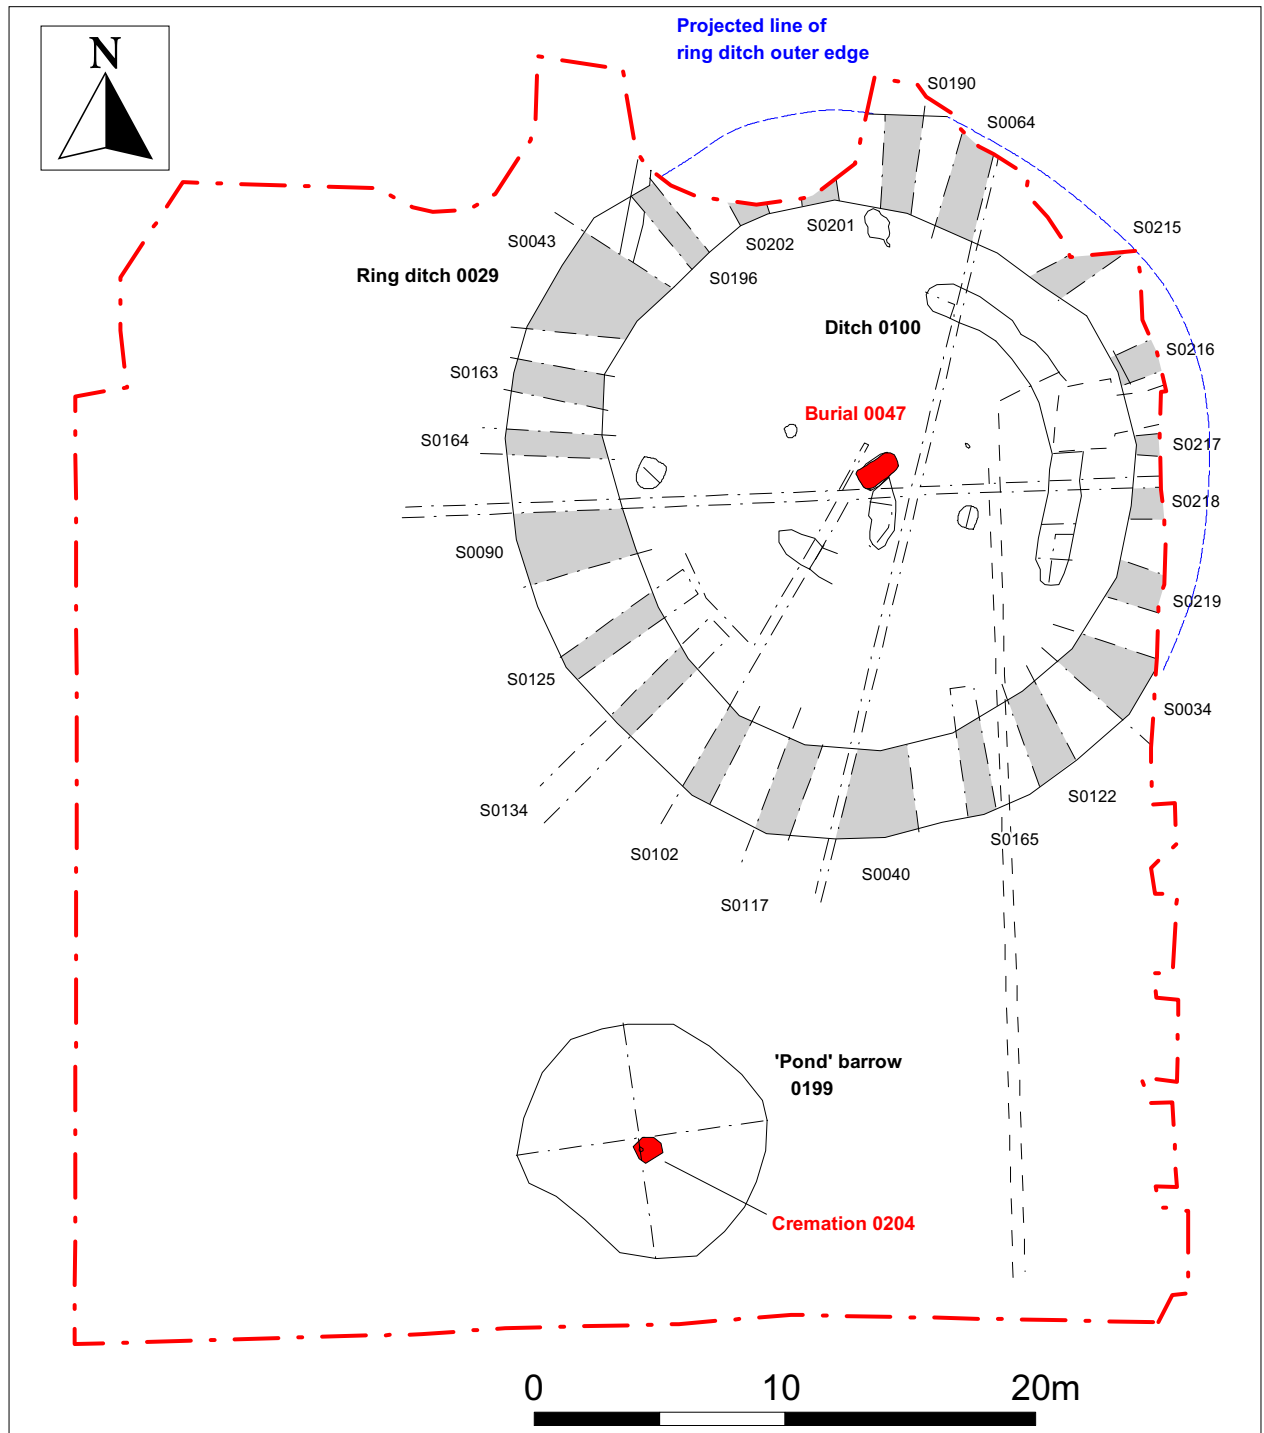 Projected line of
ring ditch outer edge
N
S0190
S0064
S0215
S0043
S0201
S0202
S0196
Ring ditch 0029
Ditch 0100
S0216
S0163
Burial 0047
S0164
S0217
S0218
S0090
S0219
S0125
S0034
S0134
S0122
S0102
S0165
S0040
S0117
'Pond' barrow
0199
Cremation 0204
0 10 20m